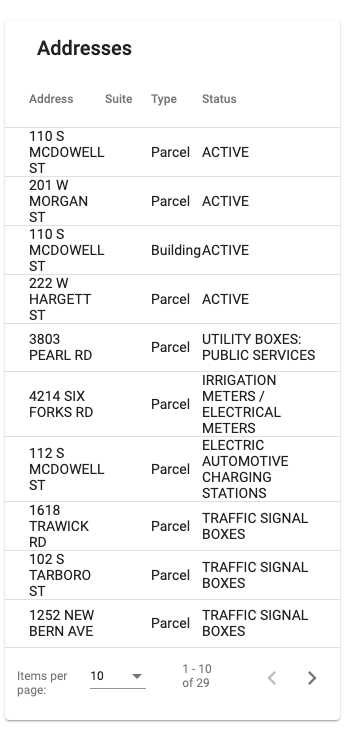 Addresses
Address Suite Type Status
110 S
MCDOWELL Parcel ACTIVE
ST
201 W
MORGAN Parcel ACTIVE
ST
110 S
MCDOWELL Building ACTIVE
ST
222 W
HARGETT Parcel ACTIVE
ST
3803 UTILITY BOXES:
PEARL RD Parcel PUBLIC SERVICES
IRRIGATION
4214 SIX METERS /
FORKS RD Parcel ELECTRICAL
METERS
ELECTRIC
112 S AUTOMOTIVE
MCDOWELL Parcel CHARGING
ST STATIONS
1618
TRAWICK Parcel TRAFFIC SIGNAL
RD BOXES
102 S
TARBORO Parcel TRAFFIC SIGNAL
ST BOXES
1252 NEW TRAFFIC SIGNAL
BERN AVE Parcel BOXES
Items per page: 10 1 - 10 of 29